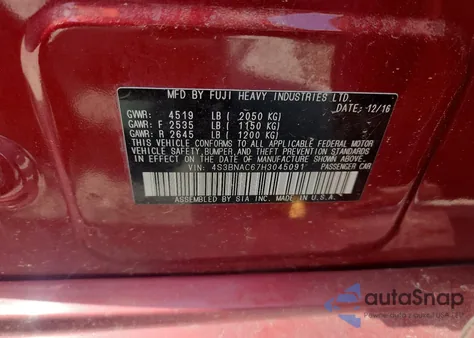 MFD BY FUJI HEAVY INDUSTRIES LTD.
DATE: 12/16
GVWR: 4519 LB ( 2050 KG)
GAWR: F 2535 LB ( 1150 KG)
GAWR: R 2645 LB ( 1200 KG)
THIS VEHICLE CONFORMS TO ALL APPLICABLE
FEDERAL MOTOR VEHICLE
SAFETY, BUMPER, AND THEFT PREVENTION STANDARDS
IN EFFECT ON THE DATE OF MANUFACTURE SHOWN ABOVE.
VIN: 4S3BNAC67H3045091 PASSENGER CAR
ASSEMBLED BY SIA INC. MADE IN U.S.A.
autoSnap